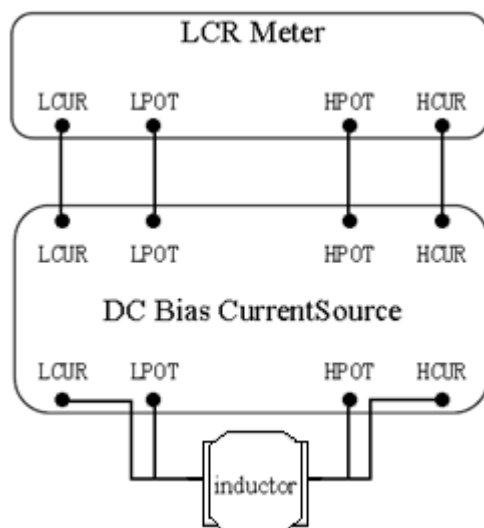 LCR Meter
LCUR LPOT HPOT HCUR
LCUR LPOT HPOT HCUR
DC Bias CurrentSource
LCUR LPOT HPOT HCUR
inductor